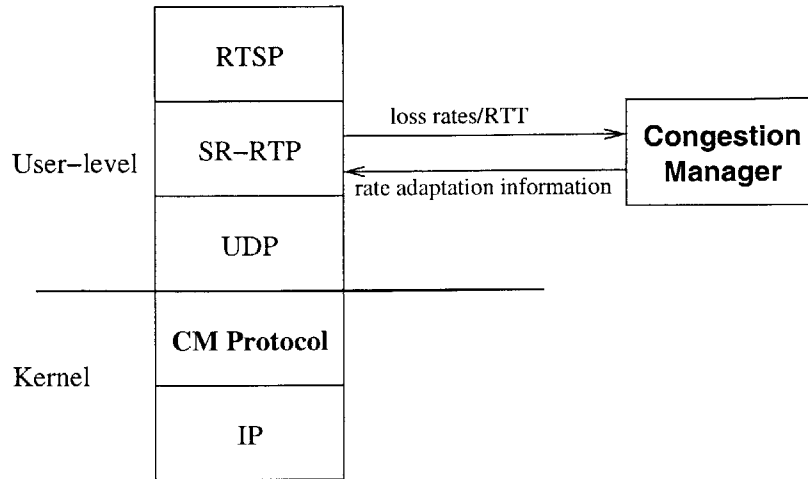 RTSP
loss rates/RTT
User-level
SR-RTP
Congestion
Manager
rate adaptation information
UDP
CM Protocol
Kernel
IP